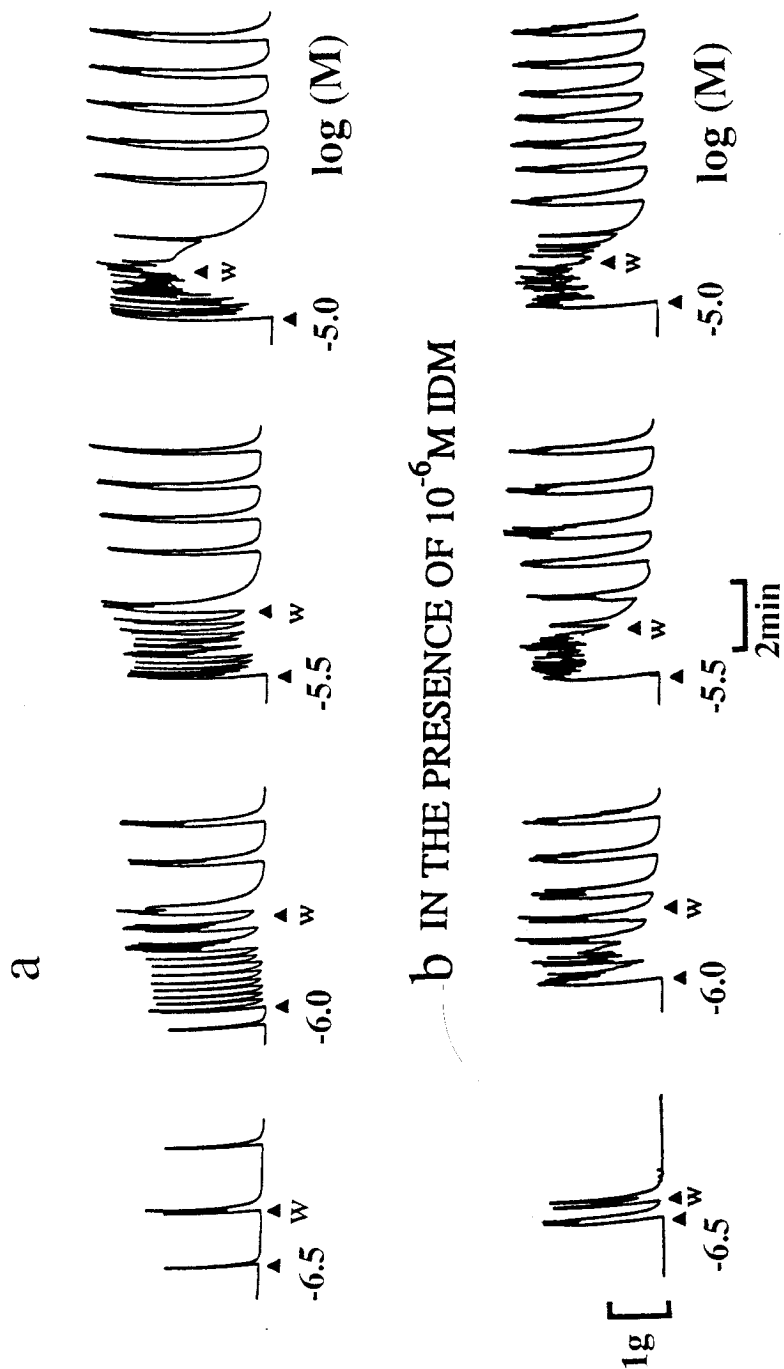 a
-6.5
w
-6.0
w
-5.5
w
-5.0
w
log (M)
b IN THE PRESENCE OF 10⁻⁶M IDM
1g
-6.5
w
-6.0
w
-5.5
w
2min
-5.0
w
log (M)